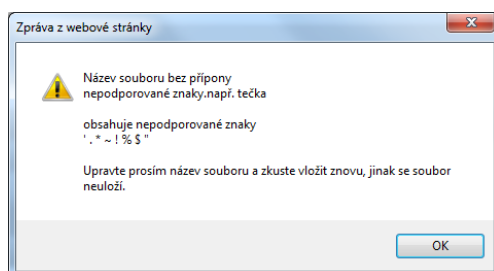 Zpráva z webové stránky
Název souboru bez přípony
nepodporované znaky.např. tečka
obsahuje nepodporované znaky
' . * ~ ! % $ "
Upravte prosím název souboru a zkuste vložit znovu, jinak se soubor
neuloží.
OK